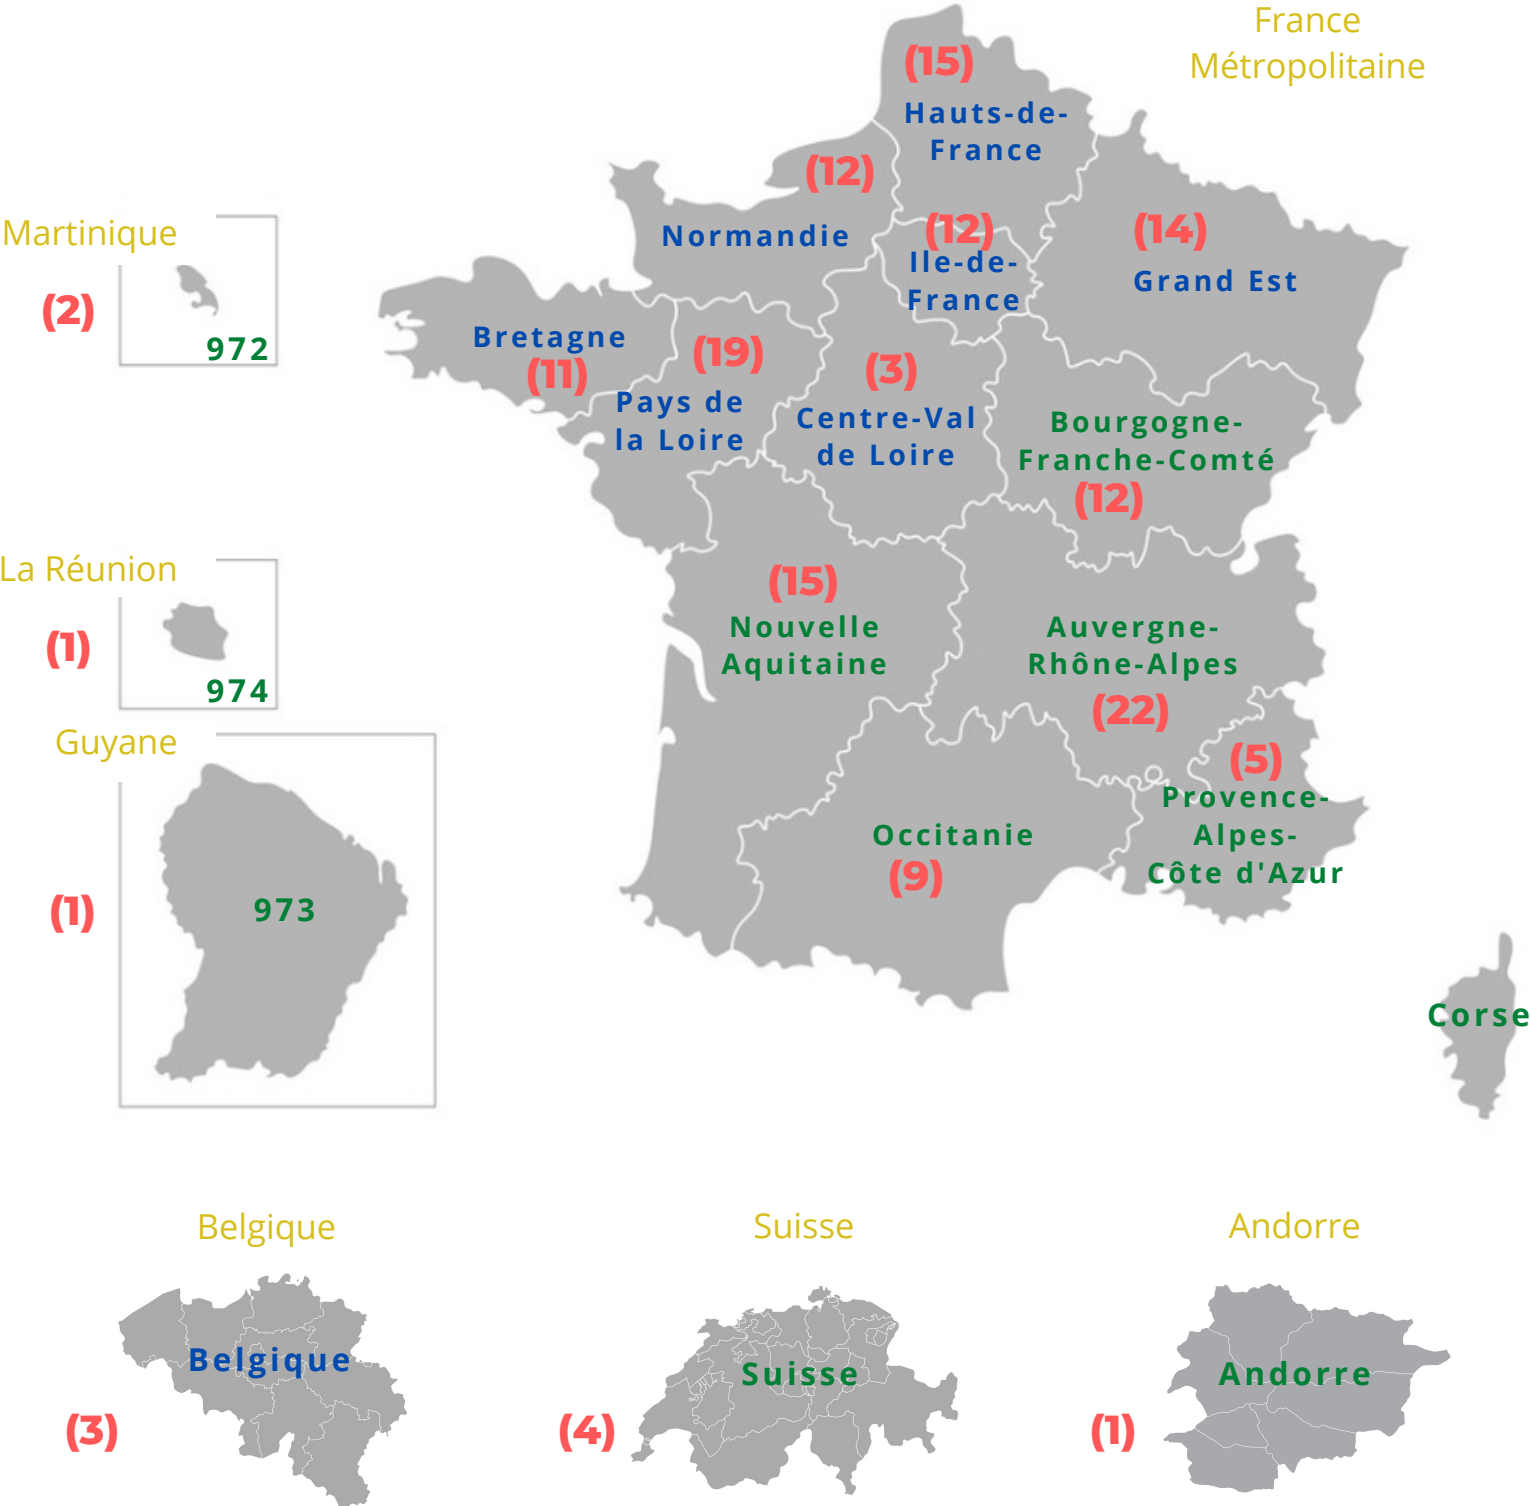 France
Métropolitaine
(15)
Hauts-de-
France
(12)
Normandie
(12)
Ile-de-
France
(14)
Grand Est
Bretagne
(11)
(19)
Pays de
la Loire
(3)
Centre-Val
de Loire
Bourgogne-
Franche-Comté
(12)
(15)
Nouvelle
Aquitaine
Auvergne-
Rhône-Alpes
(22)
(5)
Provence-
Alpes-
Côte d'Azur
Occitanie
(9)
Corse
Martinique
(2)
972
La Réunion
(1)
974
Guyane
(1)
973
Belgique
Belgique
(3)
Suisse
Suisse
(4)
Andorre
Andorre
(1)